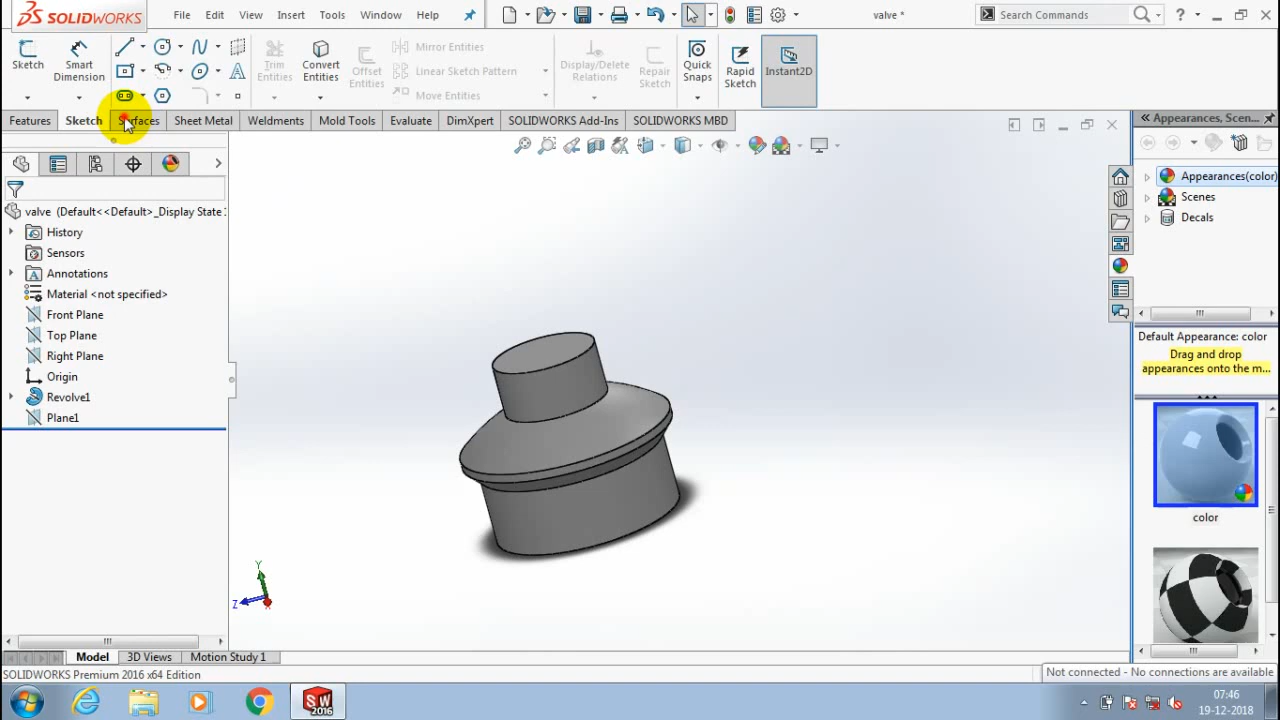 SOLIDWORKS
File Edit View Insert Tools Window Help
valve *
Search Commands
?
Sketch
Smart Dimension
Trim Entities
Convert Entities
Offset Entities
Mirror Entities
Linear Sketch Pattern
Move Entities
Display/Delete Relations
Repair Sketch
Quick Snaps
Rapid Sketch
Instant2D
Features Sketch Surfaces Sheet Metal Weldments Mold Tools Evaluate DimXpert SOLIDWORKS Add-Ins SOLIDWORKS MBD
Appearances, Scen...
valve (Default<<Default>_Display State
History
Sensors
Annotations
Material <not specified>
Front Plane
Top Plane
Right Plane
Origin
Revolve1
Plane1
Y
Z
X
Appearances(color)
Scenes
Decals
Default Appearance: color
Drag and drop
appearances onto the m...
color
Model 3D Views Motion Study 1
SOLIDWORKS Premium 2016 x64 Edition
Not connected - No connections are available
SW
2016
07:46
19-12-2018